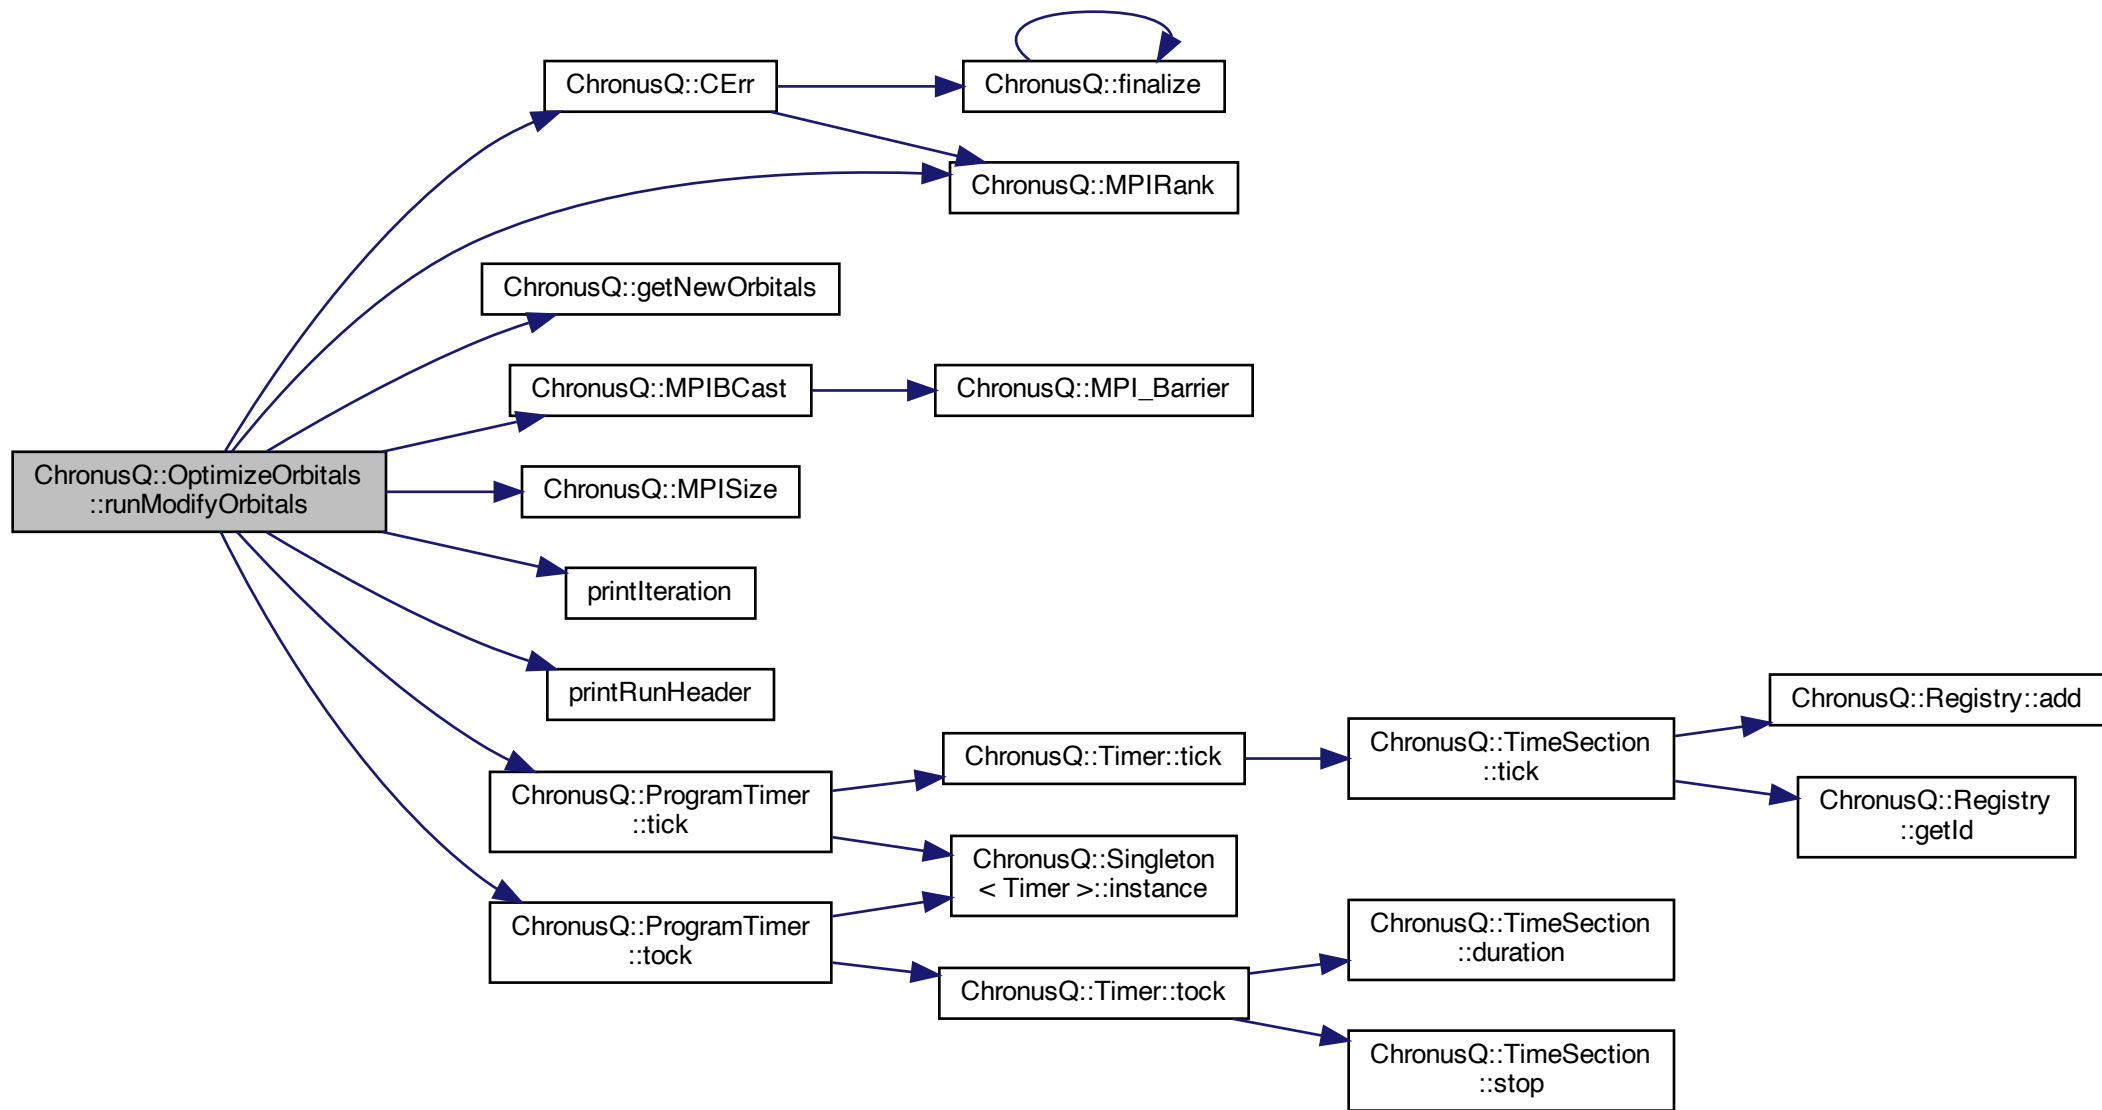 ChronusQ::CErr
ChronusQ::finalize
ChronusQ::MPIRank
ChronusQ::getNewOrbitals
ChronusQ::MPIBCast
ChronusQ::MPI_Barrier
ChronusQ::OptimizeOrbitals
::runModifyOrbitals
ChronusQ::MPISize
printIteration
printRunHeader
ChronusQ::ProgramTimer
::tick
ChronusQ::Timer::tick
ChronusQ::TimeSection
::tick
ChronusQ::Registry::add
ChronusQ::Registry
::getId
ChronusQ::Singleton
< Timer >::instance
ChronusQ::ProgramTimer
::tock
ChronusQ::Timer::tock
ChronusQ::TimeSection
::duration
ChronusQ::TimeSection
::stop